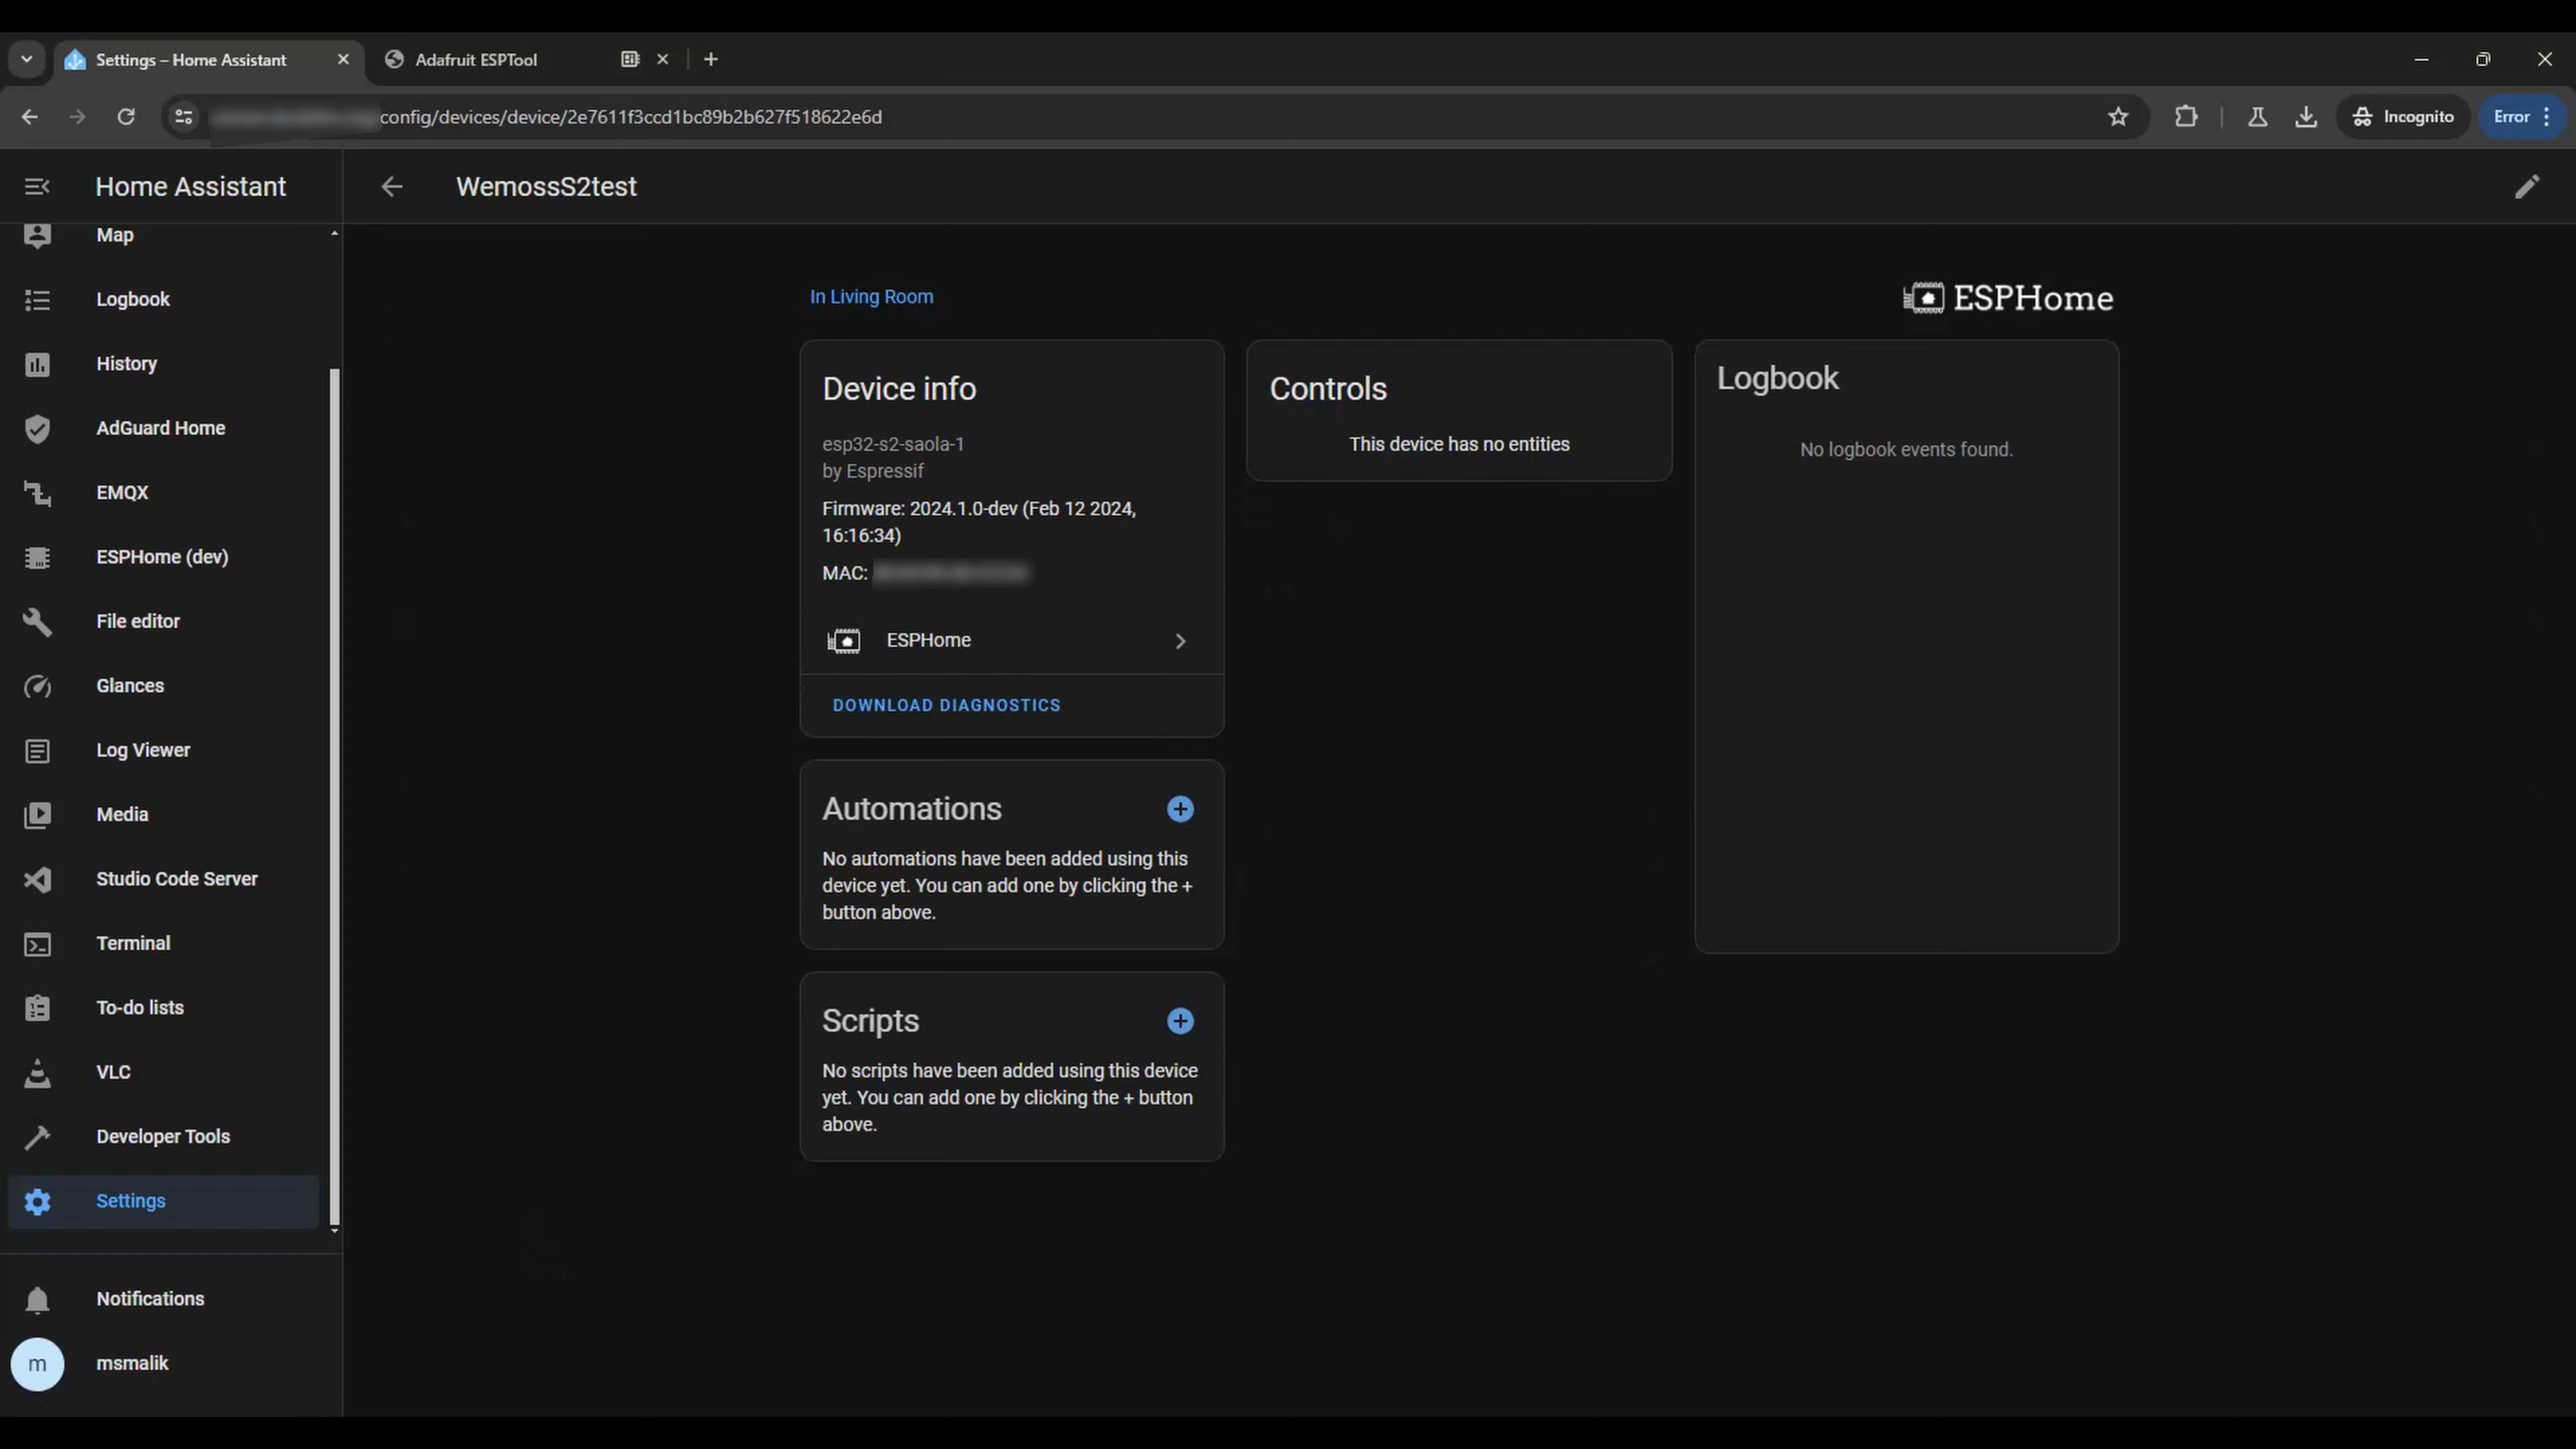 Settings – Home Assistant
Adafruit ESPTool
config/devices/device/2e7611f3ccd1bc89b2b627f518622e6d
Incognito
Error
Home Assistant
WemossS2test
Map
Logbook
History
AdGuard Home
EMQX
ESPHome (dev)
File editor
Glances
Log Viewer
Media
Studio Code Server
Terminal
To-do lists
VLC
Developer Tools
Settings
Notifications
m
msmalik
In Living Room
ESPHome
Device info
esp32-s2-saola-1
by Espressif
Firmware: 2024.1.0-dev (Feb 12 2024,
16:16:34)
MAC:
ESPHome
DOWNLOAD DIAGNOSTICS
Automations
No automations have been added using this
device yet. You can add one by clicking the +
button above.
Scripts
No scripts have been added using this device
yet. You can add one by clicking the + button
above.
Controls
This device has no entities
Logbook
No logbook events found.